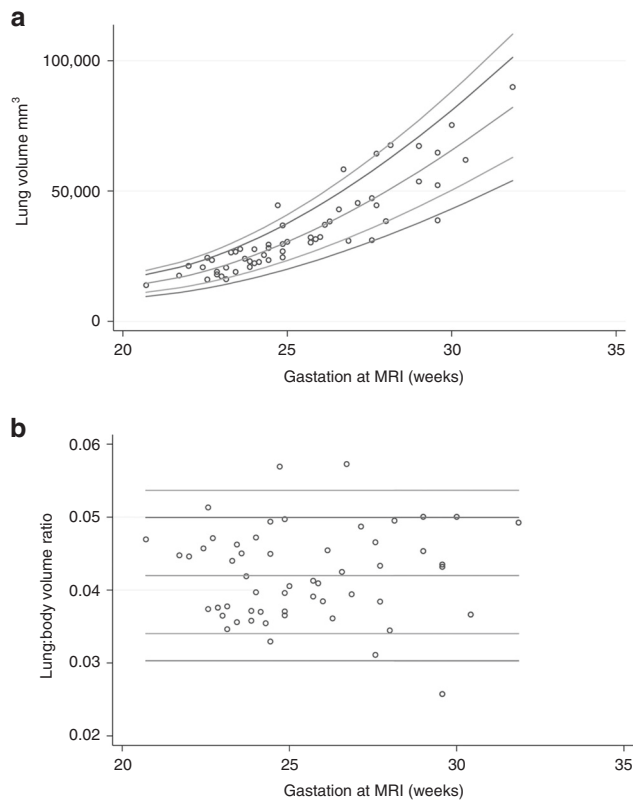 a
100,000
50,000
0
Lung volume mm³
20 25 30 35
Gastation at MRI (weeks)
b
0.06
0.05
0.04
0.03
0.02
Lung:body volume ratio
20 25 30 35
Gastation at MRI (weeks)